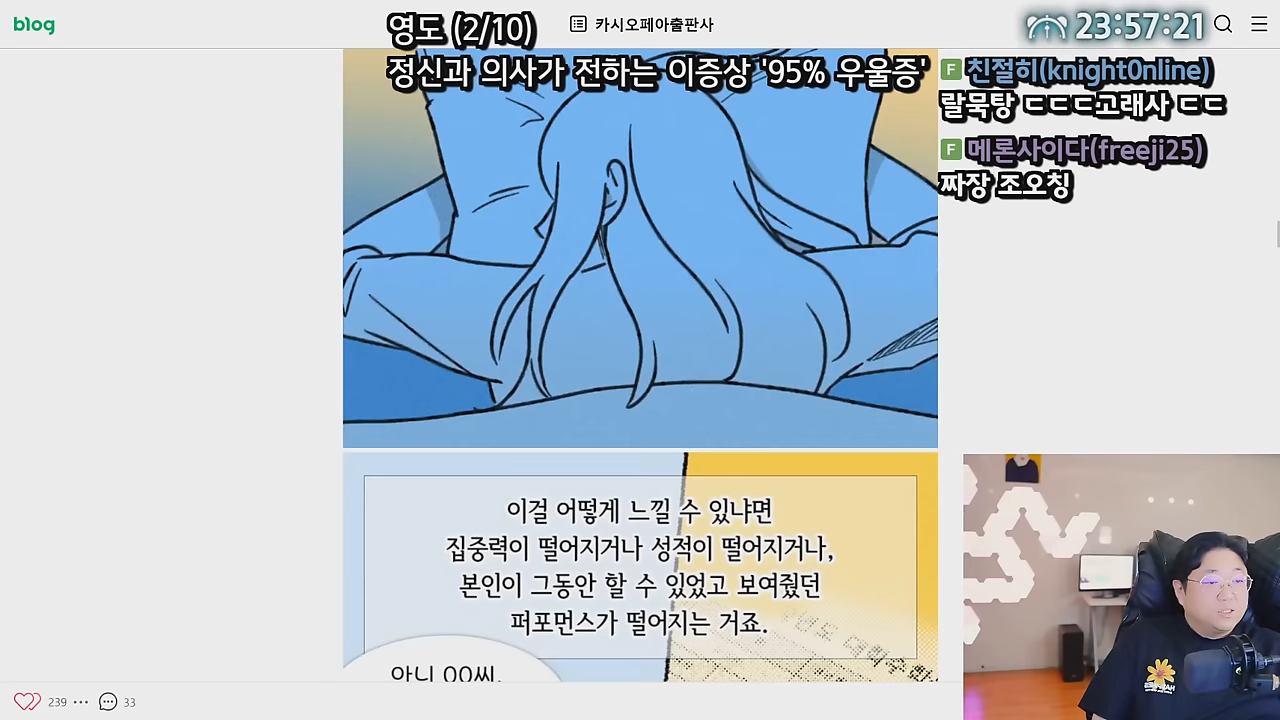 blog
영도 (2/10)
카시오페아출판사
23:57:21
정신과 의사가 전하는 이증상 '95% 우울증'
F 친절히(knight0nline)
랄묵탕 ㄷㄷㄷ고래사 ㄷㄷ
F 메론사이다(freeji25)
짜장 조오칭
이걸 어떻게 느낄 수 있냐면
집중력이 떨어지거나 성적이 떨어지거나,
본인이 그동안 할 수 있었고 보여줬던
퍼포먼스가 떨어지는 거죠.
아니 00씨,
239 ··· 33